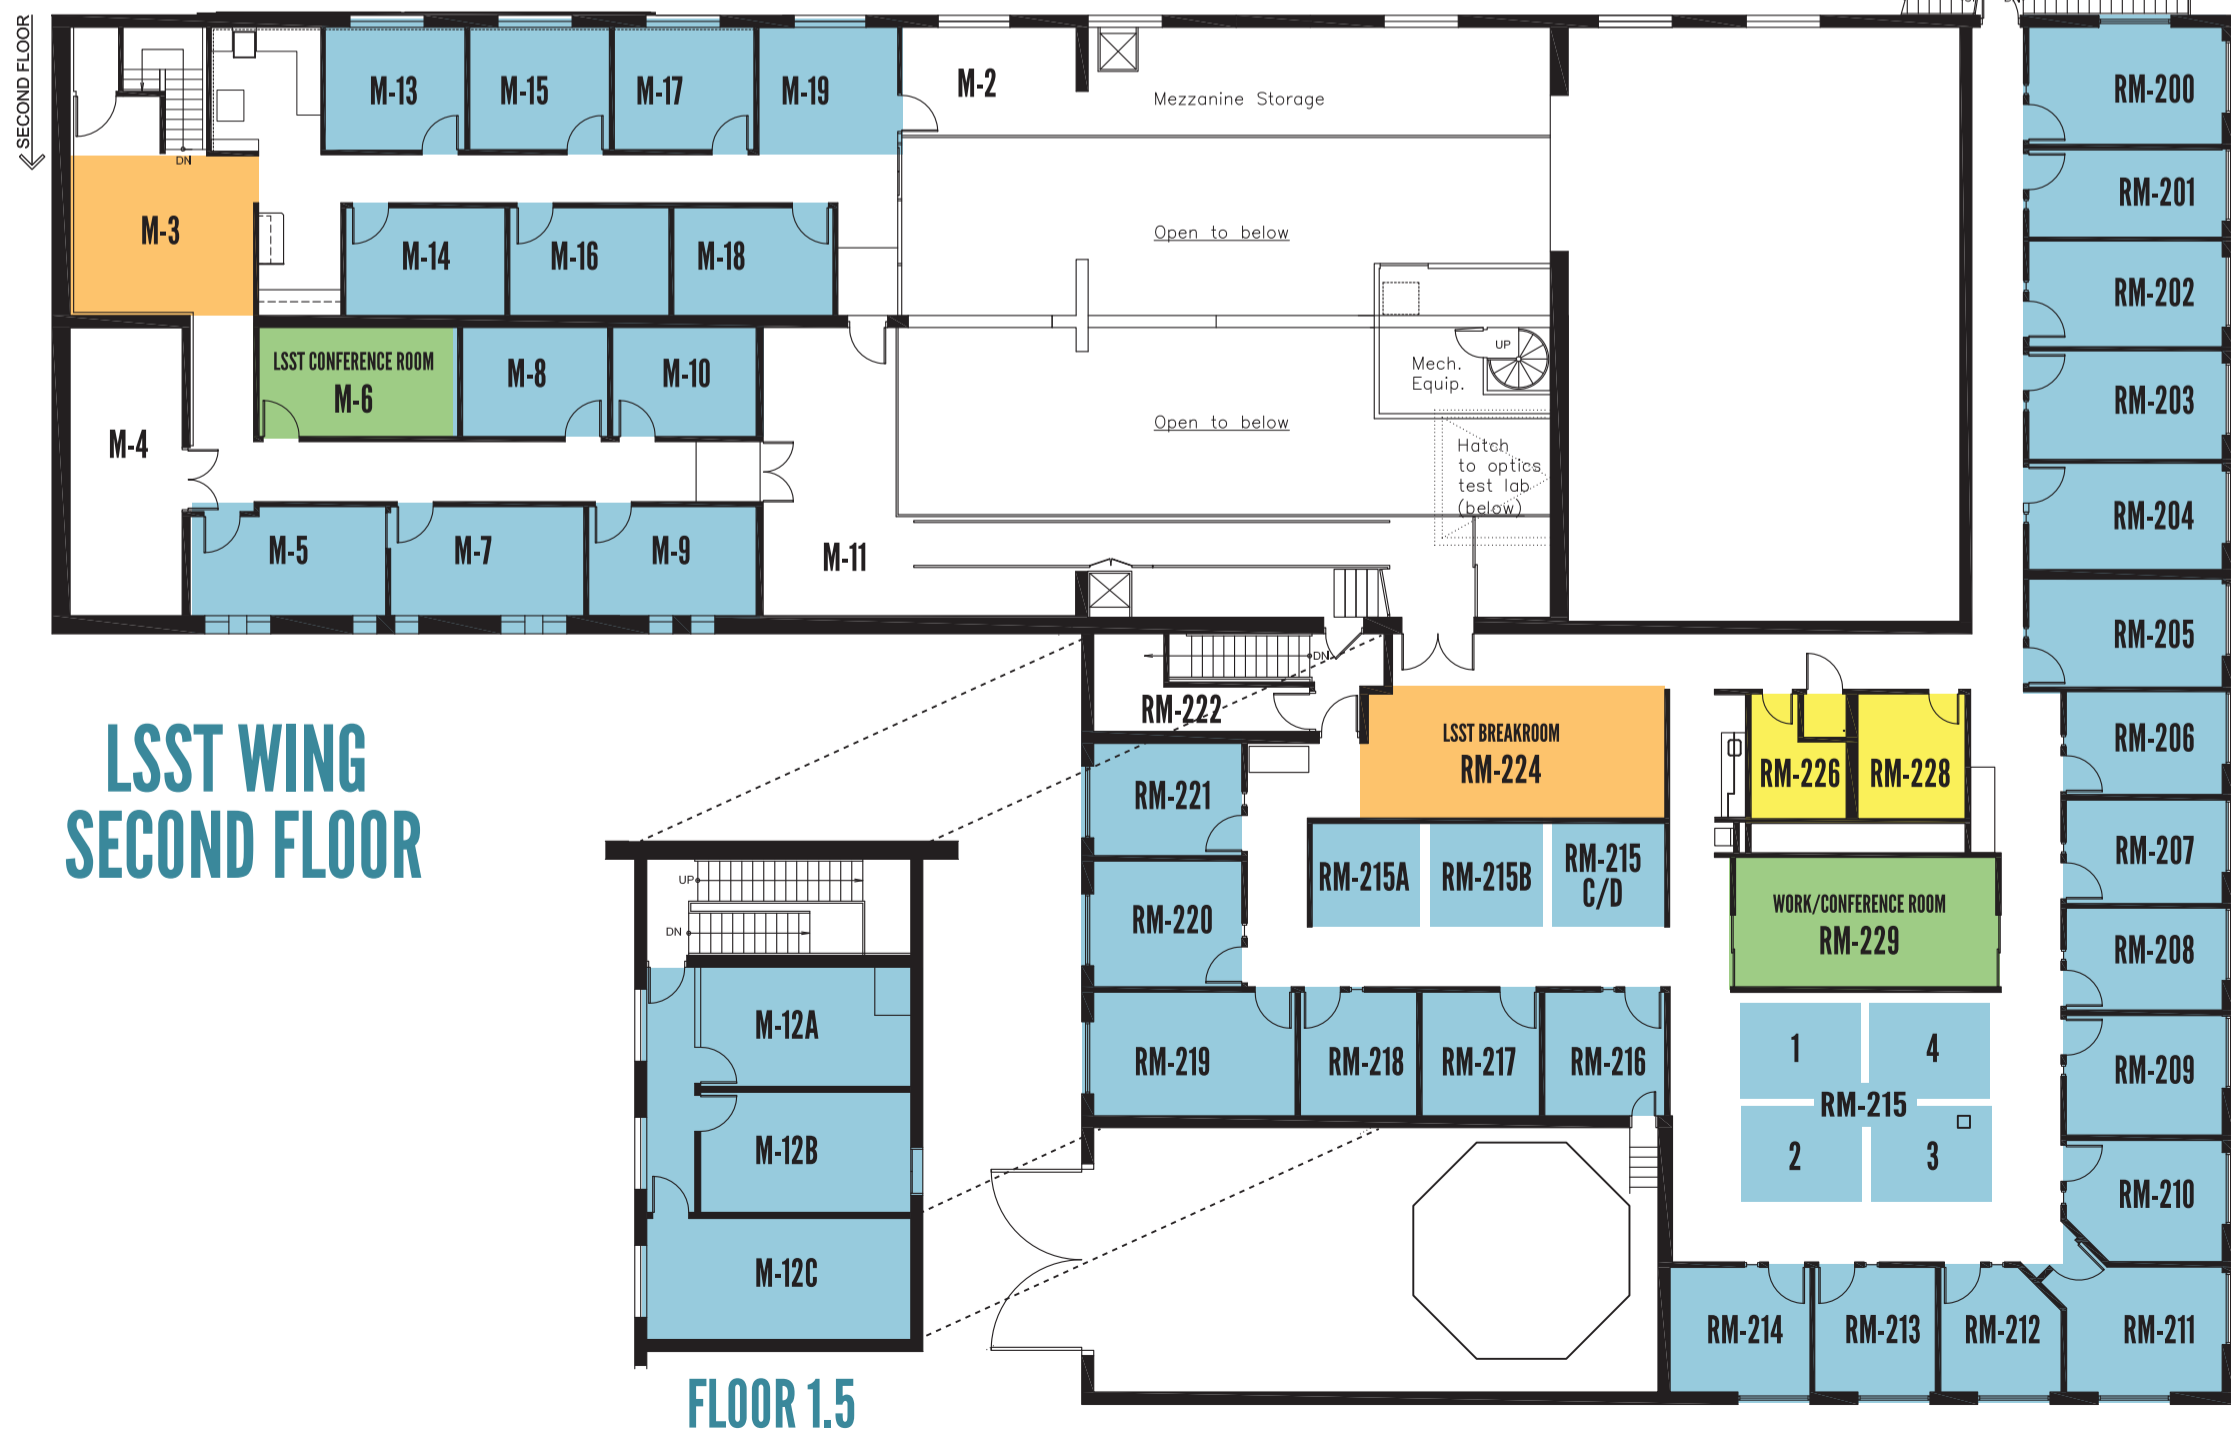 SECOND FLOOR
M-13
M-15
M-17
M-19
M-2
Mezzanine Storage
RM-200
DN
M-3
M-14
M-16
M-18
Open to below
RM-201
RM-202
LSST CONFERENCE ROOM
M-6
M-8
M-10
UP
Mech.
Equip.
RM-203
M-4
Open to below
Hatch
to optics
test lab
(below)
RM-204
M-5
M-7
M-9
M-11
RM-205
DN
RM-222
LSST BREAKROOM
RM-224
RM-226
RM-228
RM-206
LSST WING
SECOND FLOOR
RM-221
RM-215A
RM-215B
RM-215
C/D
RM-207
RM-220
WORK/CONFERENCE ROOM
RM-229
RM-208
UP
DN
M-12A
M-12B
M-12C
FLOOR 1.5
RM-219
RM-218
RM-217
RM-216
1
4
RM-215
2
3
RM-209
RM-210
RM-214
RM-213
RM-212
RM-211